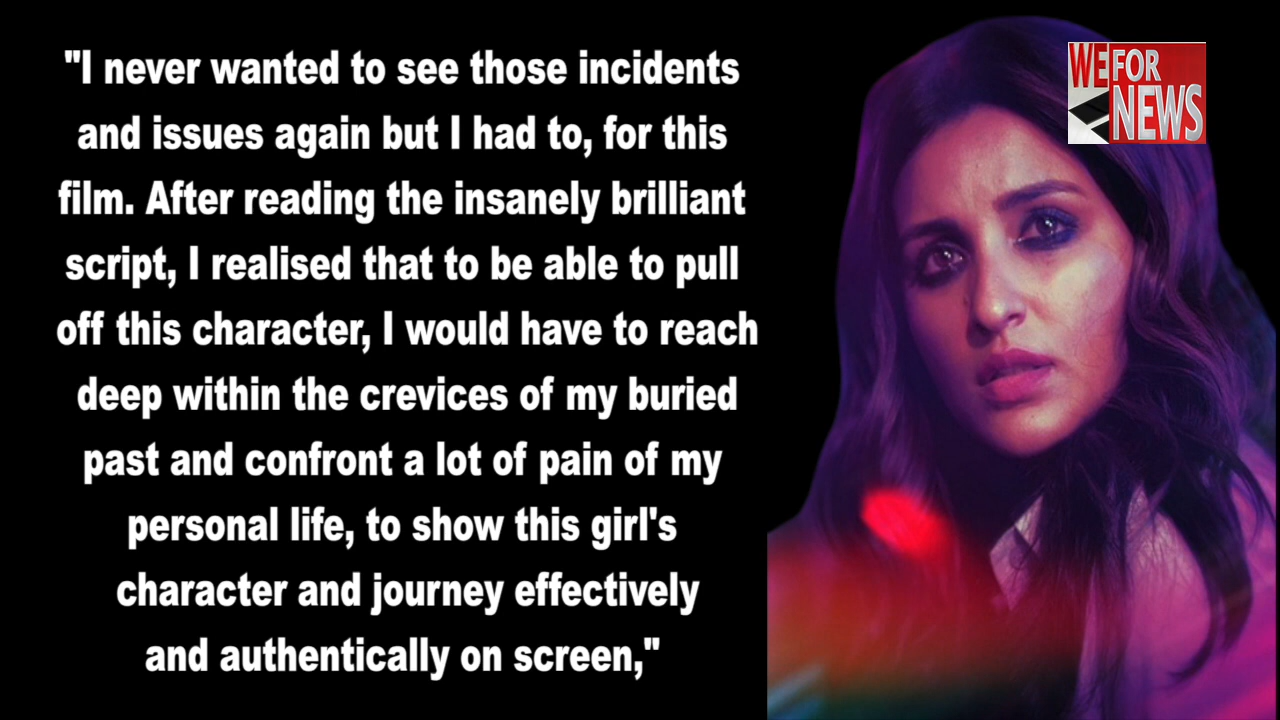 "I never wanted to see those incidents
and issues again but I had to, for this
film. After reading the insanely brilliant
script, I realised that to be able to pull
off this character, I would have to reach
deep within the crevices of my buried
past and confront a lot of pain of my
personal life, to show this girl's
character and journey effectively
and authentically on screen,"
WE FOR
NEWS